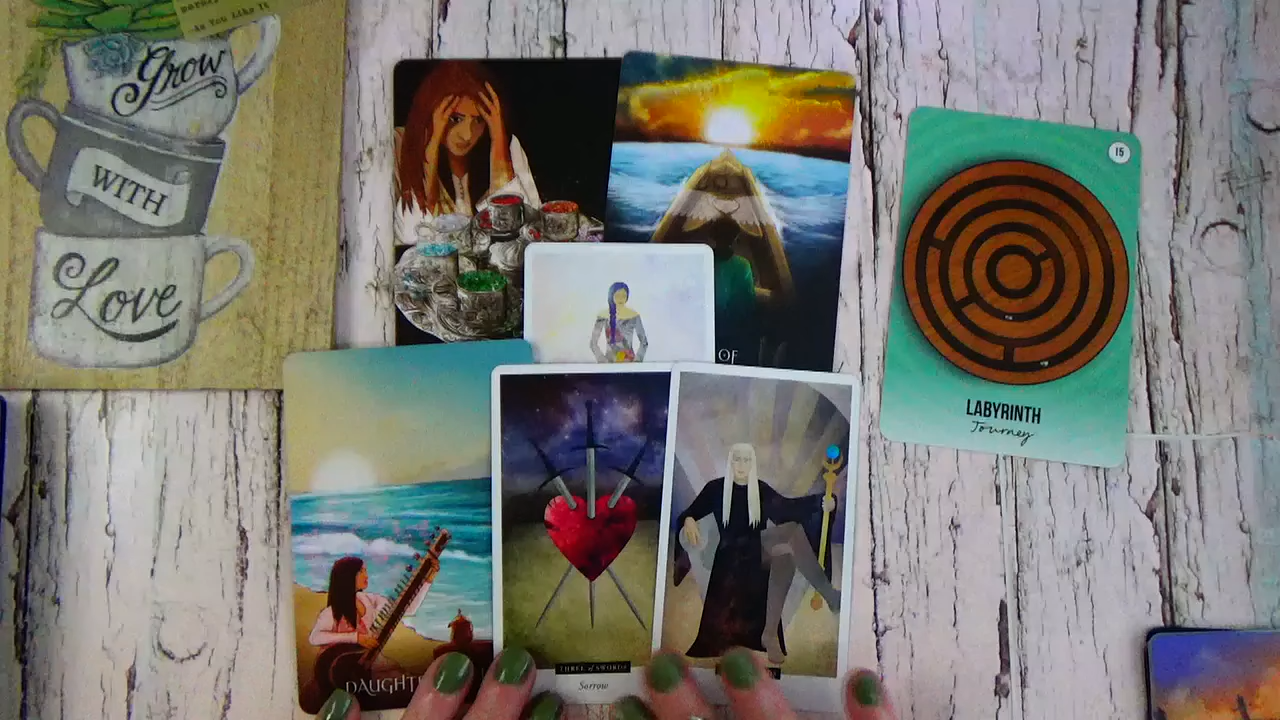 As You Like It
Grow
WITH
Love
OF
15
LABYRINTH
Journey
DAUGHT
THREE of SWORDS
Sorrow